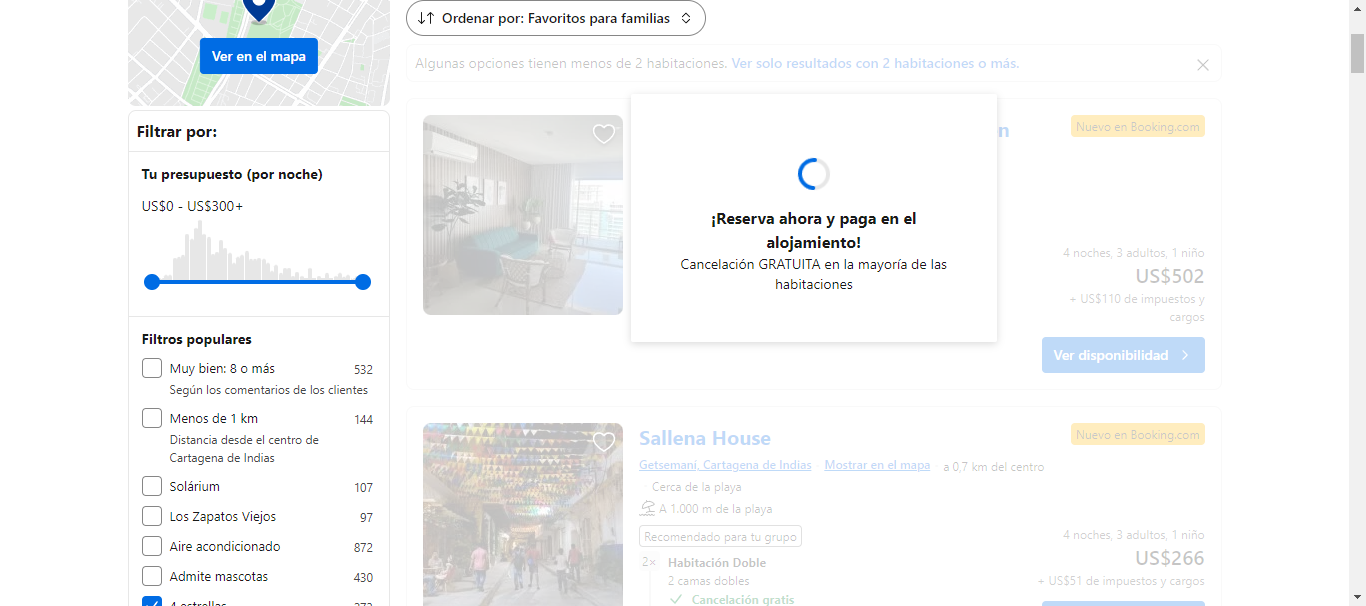 Ver en el mapa
Filtrar por:
Tu presupuesto (por noche)
US$0 - US$300+
Filtros populares
Muy bien: 8 o más 532
Según los comentarios de los clientes
Menos de 1 km 144
Distancia desde el centro de
Cartagena de Indias
Solárium 107
Los Zapatos Viejos 97
Aire acondicionado 872
Admite mascotas 430
4 estrellas 272
Ordenar por: Favoritos para familias
Algunas opciones tienen menos de 2 habitaciones. Ver solo resultados con 2 habitaciones o más.
n
Nuevo en Booking.com
¡Reserva ahora y paga en el
alojamiento!
Cancelación GRATUITA en la mayoría de las
habitaciones
4 noches, 3 adultos, 1 niño
US$502
+ US$110 de impuestos y
cargos
Ver disponibilidad
Sallena House
Nuevo en Booking.com
Getsemaní, Cartagena de Indias Mostrar en el mapa a 0,7 km del centro
Cerca de la playa
A 1.000 m de la playa
Recomendado para tu grupo
2× Habitación Doble
2 camas dobles
Cancelación gratis
4 noches, 3 adultos, 1 niño
US$266
+ US$51 de impuestos y cargos